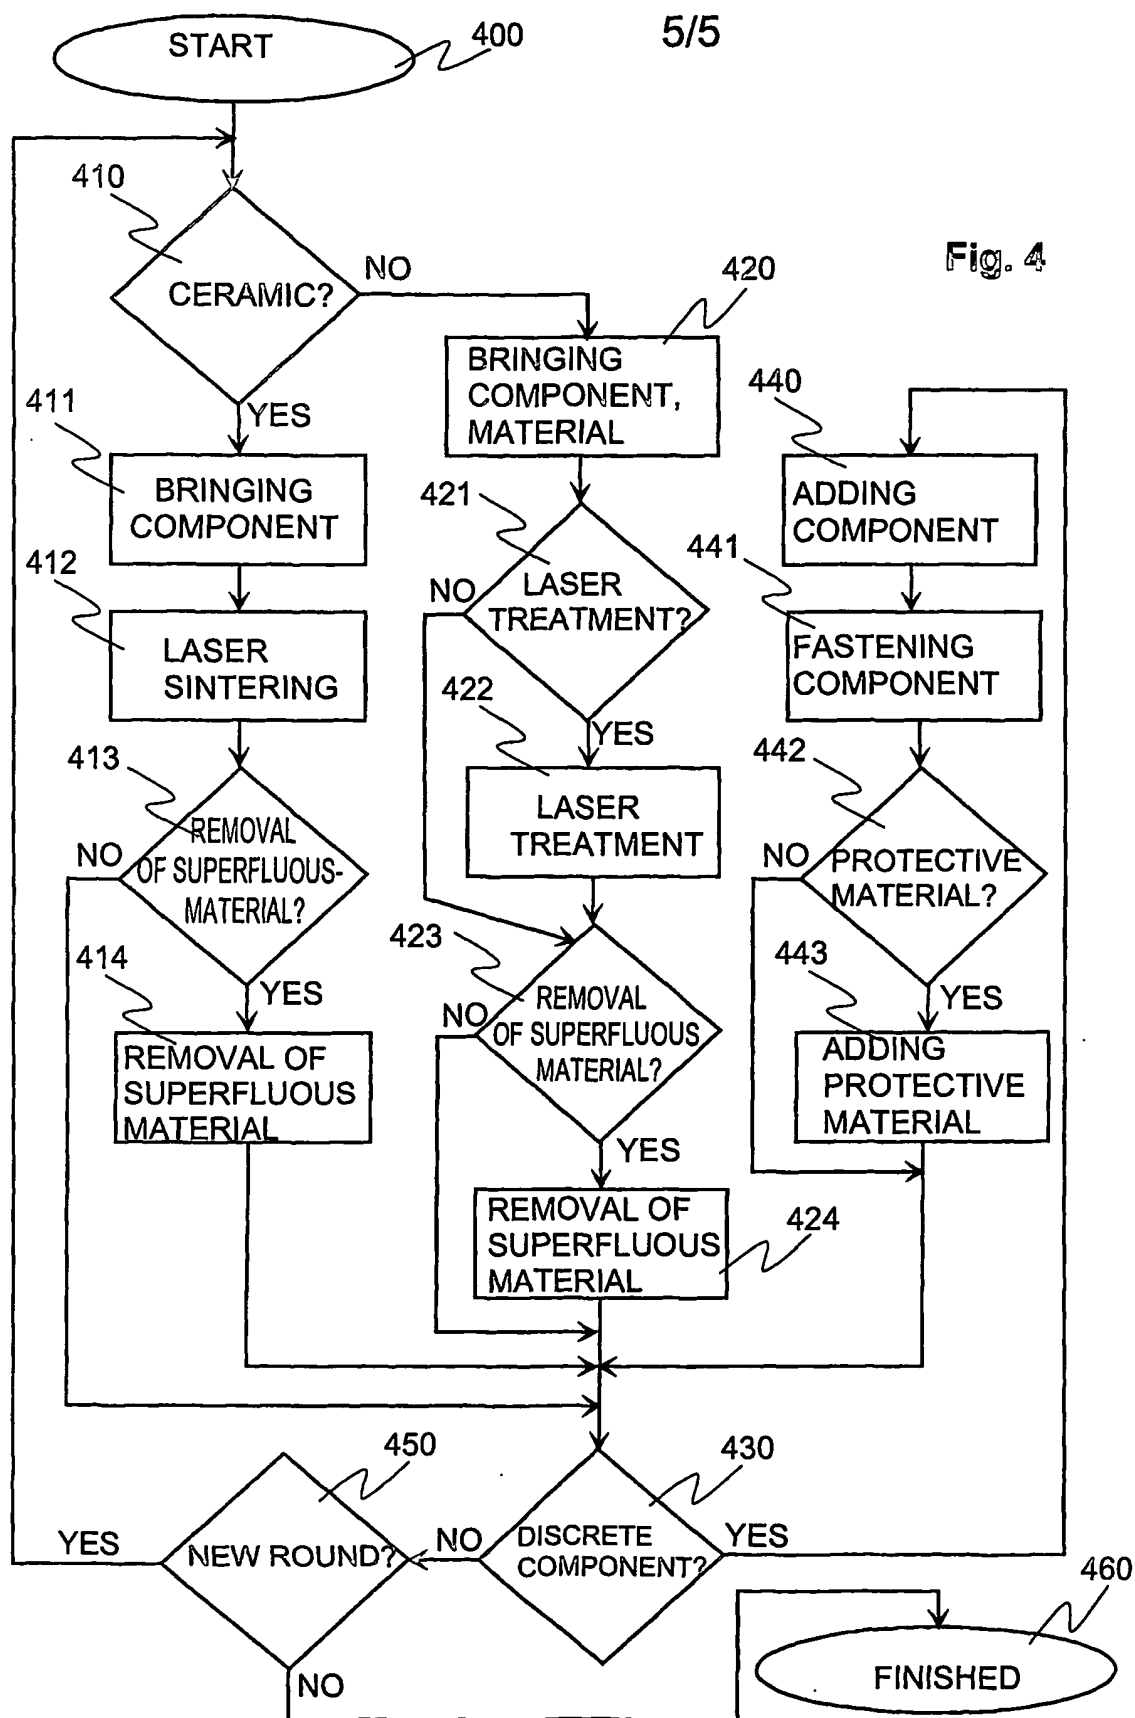 5/5
START
400
410
CERAMIC?
NO
Fig. 4
420
BRINGING
COMPONENT,
MATERIAL
YES
411
BRINGING
COMPONENT
440
ADDING
COMPONENT
421
LASER
TREATMENT?
NO
412
LASER
SINTERING
441
FASTENING
COMPONENT
422
YES
LASER
TREATMENT
413
REMOVAL
OF SUPERFLUOUS-
MATERIAL?
NO
442
PROTECTIVE
MATERIAL?
NO
414
YES
REMOVAL OF
SUPERFLUOUS
MATERIAL
423
REMOVAL
OF SUPERFLUOUS
MATERIAL?
NO
443
YES
ADDING
PROTECTIVE
MATERIAL
YES
REMOVAL OF
SUPERFLUOUS
MATERIAL
424
450
NEW ROUND?
YES
NO
430
DISCRETE
COMPONENT?
YES
NO
460
FINISHED